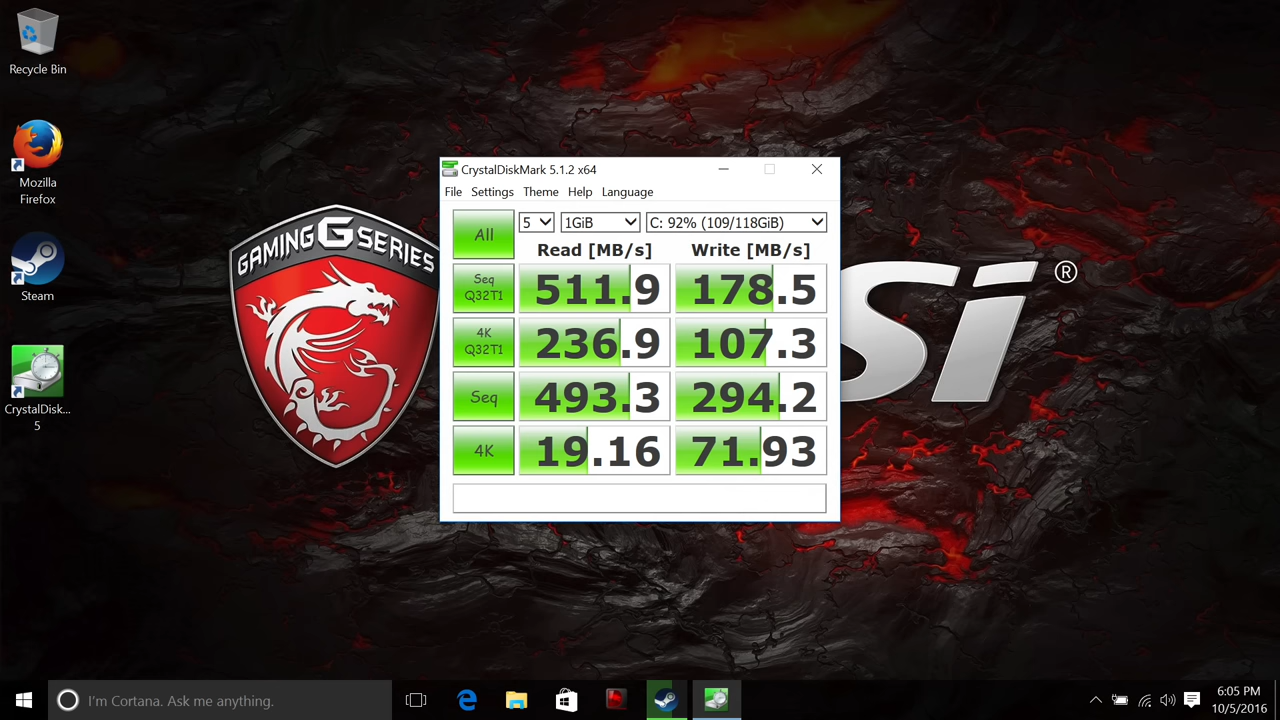 Recycle Bin
Mozilla
Firefox
Steam
CrystalDisk...
5
GAMING G SERIES
si ®
CrystalDiskMark 5.1.2 x64
File Settings Theme Help Language
All 5 1GiB C: 92% (109/118GiB)
Read [MB/s] Write [MB/s]
Seq
Q32T1 511.9 178.5
4K
Q32T1 236.9 107.3
Seq 493.3 294.2
4K 19.16 71.93
I'm Cortana. Ask me anything.
6:05 PM
10/5/2016